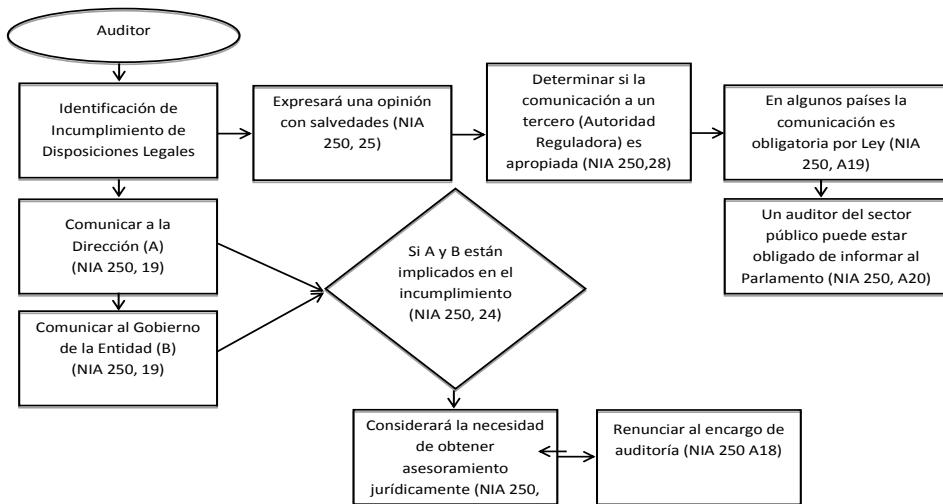 Auditor
Identificación de
Incumplimiento de
Disposiciones Legales
Expresará una opinión
con salvedades (NIA
250, 25)
Determinar si la
comunicación a un
tercero (Autoridad
Reguladora) es
apropiada (NIA 250,28)
En algunos países la
comunicación es
obligatoria por Ley (NIA
250, A19)
Un auditor del sector
público puede estar
obligado de informar al
Parlamento (NIA 250, A20)
Comunicar a la
Dirección (A)
(NIA 250, 19)
Comunicar al Gobierno
de la Entidad (B)
(NIA 250, 19)
Si A y B están
implicados en el
incumplimiento
(NIA 250, 24)
Considerará la necesidad
de obtener
asesoramiento
jurídicamente (NIA 250,
Renunciar al encargo de
auditoría (NIA 250 A18)